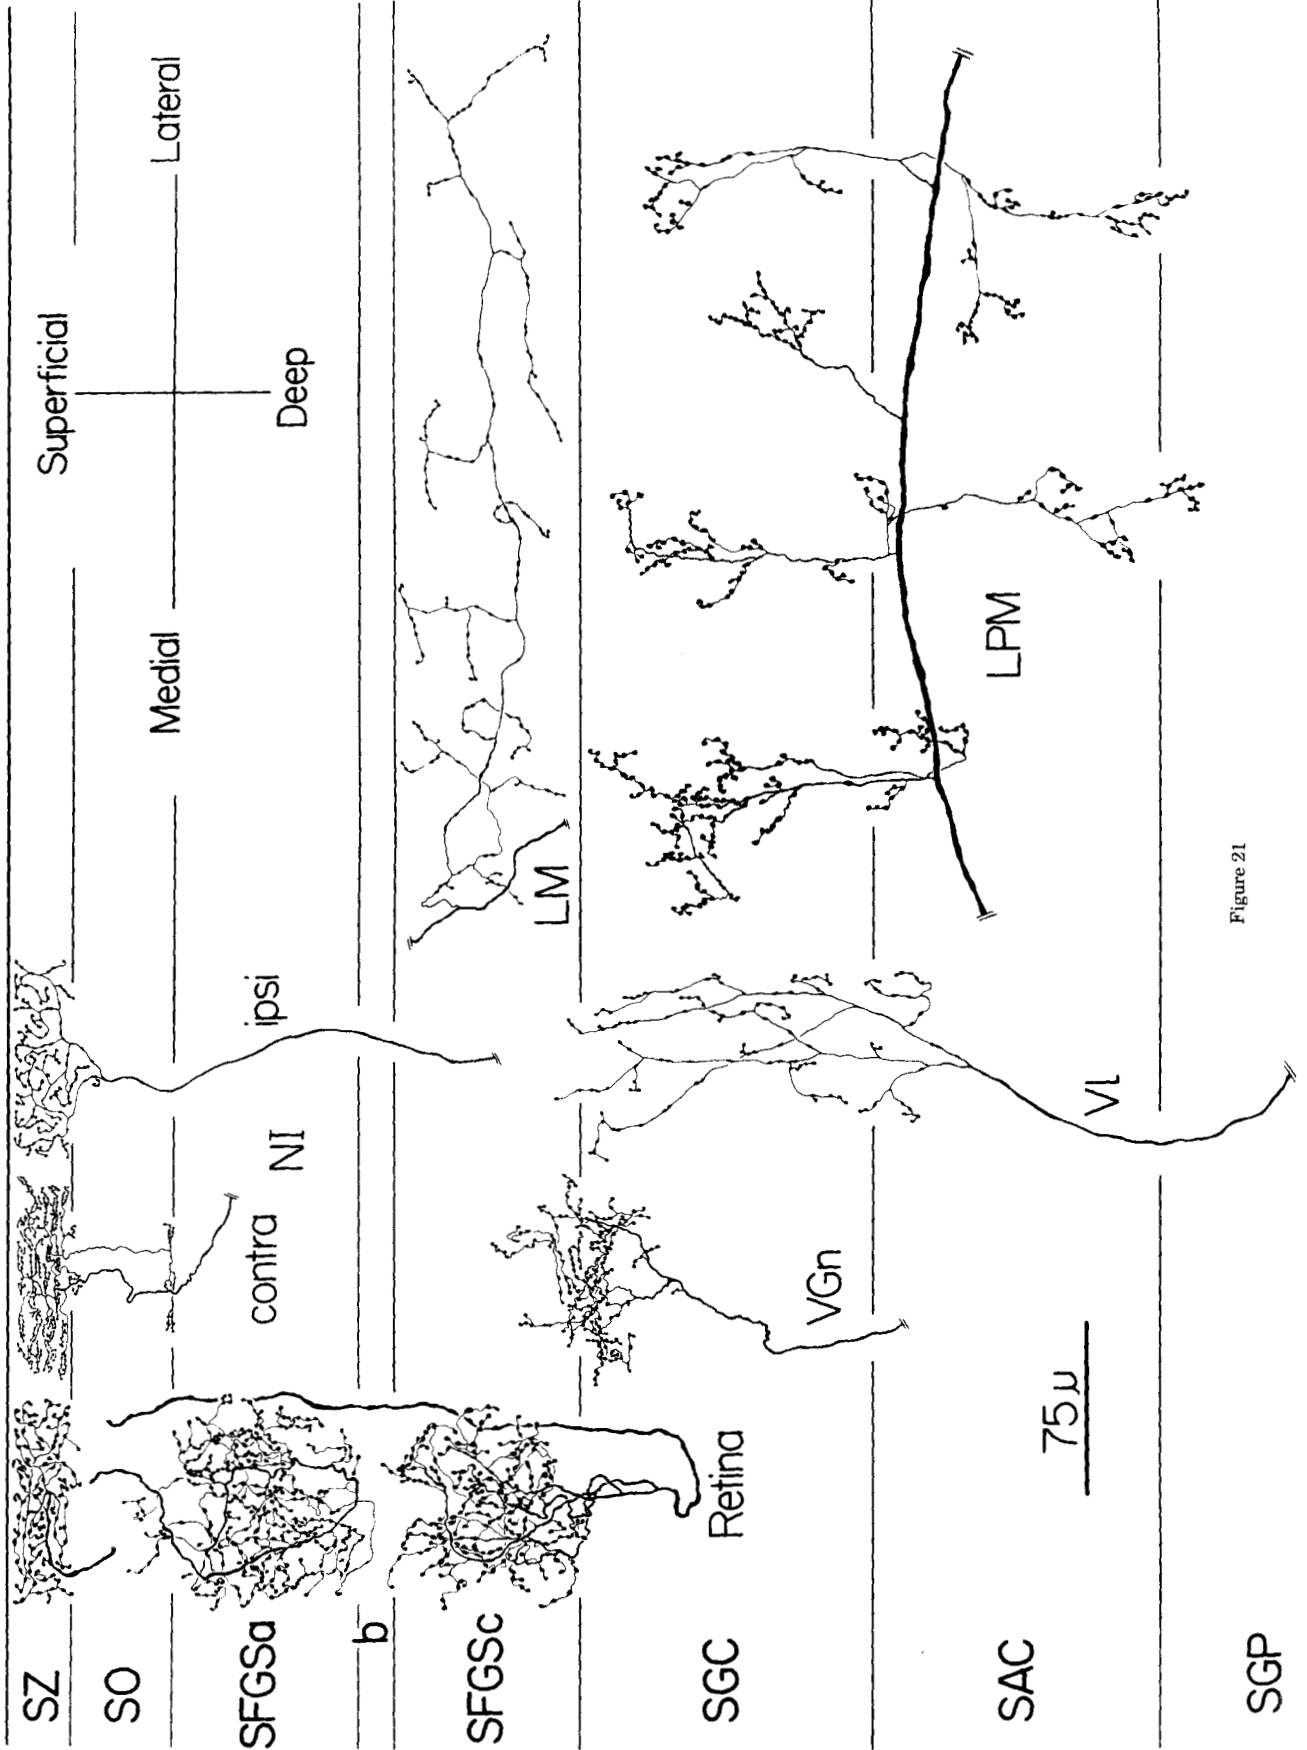 SZ
SO
SFGSa
b
SFGSc
SGC
SAC
SGP
Superficial
Medial
Lateral
Deep
contra
NI
ipsi
Retina
VGn
VL
LM
LPM
75μ
Figure 21